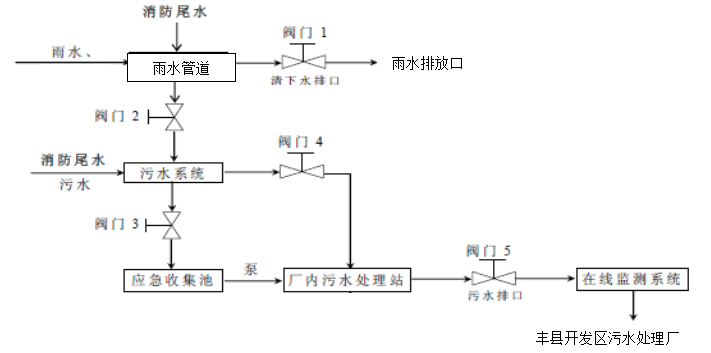 消防尾水
阀门 1
雨水、
雨水管道
雨水排放口
清下水排口
阀门 2
阀门 4
消防尾水
污水系统
污水
阀门 3
阀门 5
泵
应急收集池
厂内污水处理站
在线监测系统
污水排口
丰县开发区污水处理厂